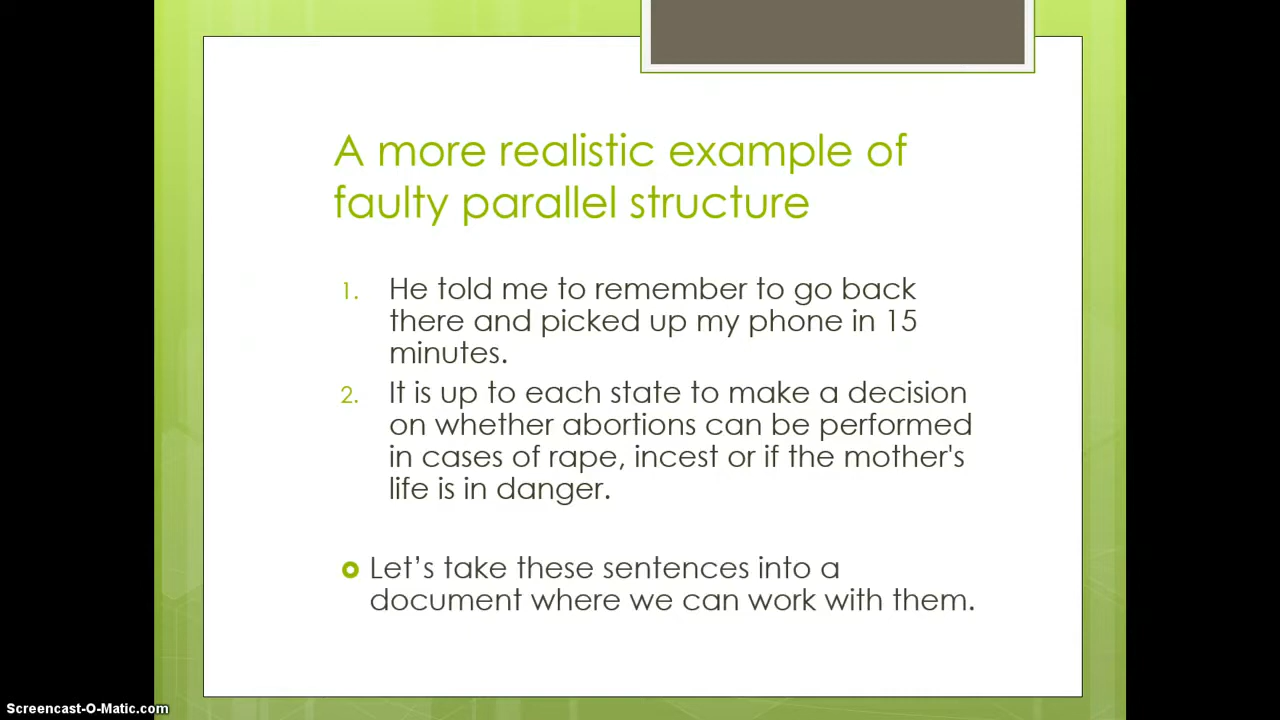 A more realistic example of
faulty parallel structure
1. He told me to remember to go back
there and picked up my phone in 15
minutes.
2. It is up to each state to make a decision
on whether abortions can be performed
in cases of rape, incest or if the mother's
life is in danger.
Let’s take these sentences into a
document where we can work with them.
Screencast-O-Matic.com